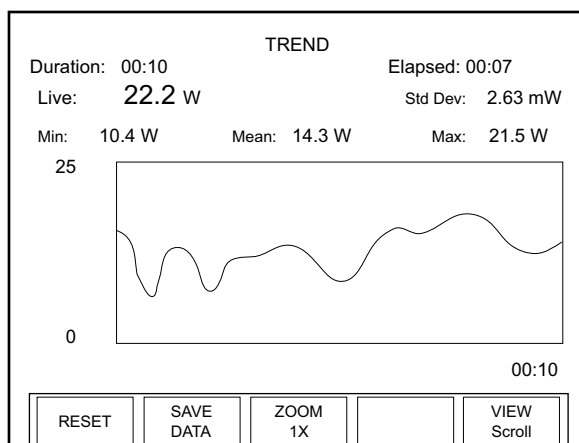 TREND
Duration: 00:10 Elapsed: 00:07
Live: 22.2 W Std Dev: 2.63 mW
Min: 10.4 W Mean: 14.3 W Max: 21.5 W
25
0
00:10
RESET
SAVE
DATA
ZOOM
1X
VIEW
Scroll